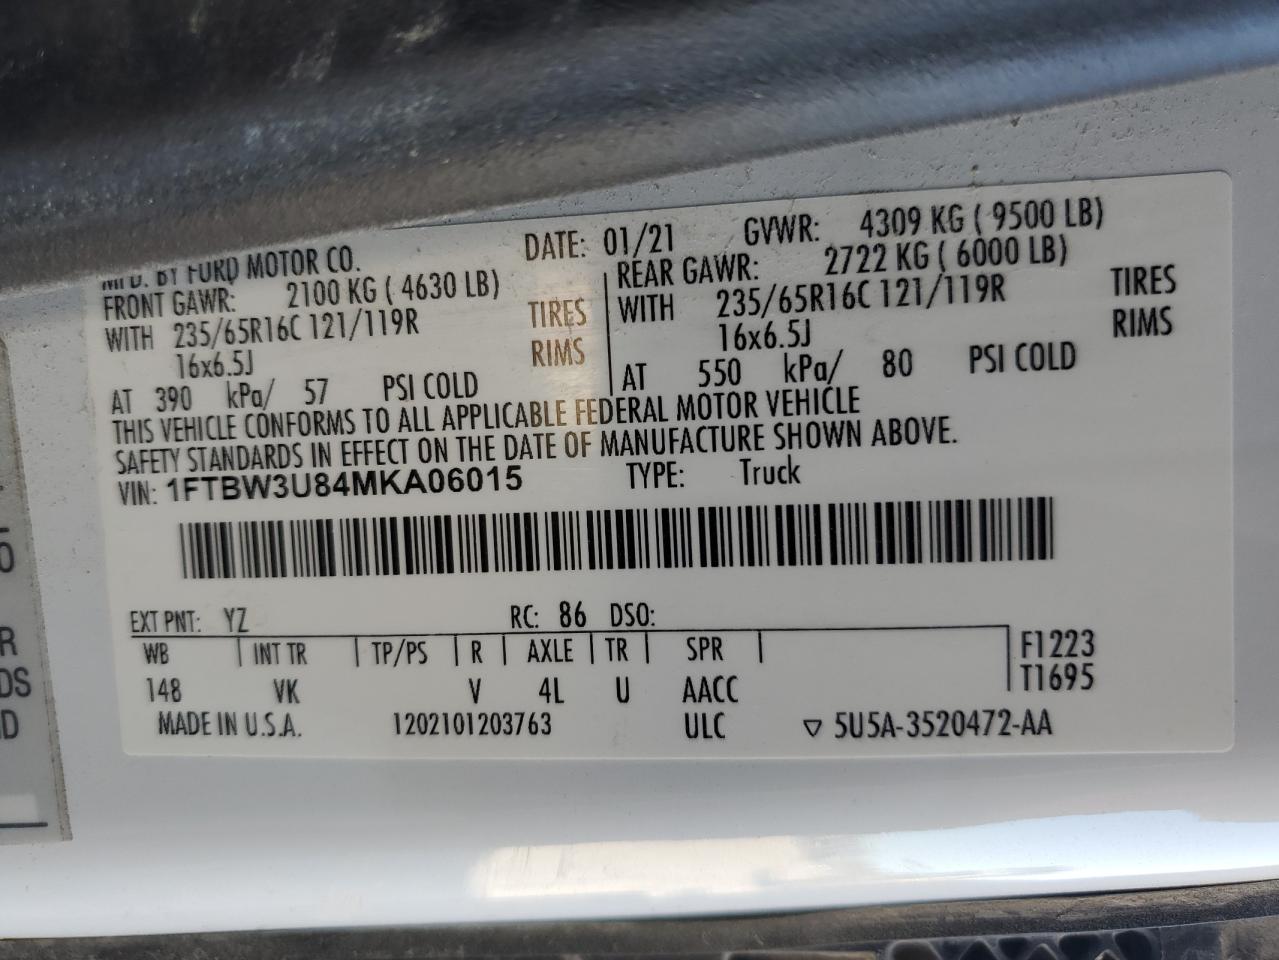 MFD. BY FORD MOTOR CO.
DATE: 01/21
GVWR: 4309 KG ( 9500 LB)
FRONT GAWR: 2100 KG ( 4630 LB)
REAR GAWR: 2722 KG ( 6000 LB)
WITH 235/65R16C 121/119R TIRES
WITH 235/65R16C 121/119R TIRES
16x6.5J RIMS
16x6.5J RIMS
AT 390 kPa/ 57 PSI COLD
AT 550 kPa/ 80 PSI COLD
THIS VEHICLE CONFORMS TO ALL APPLICABLE FEDERAL MOTOR VEHICLE
SAFETY STANDARDS IN EFFECT ON THE DATE OF MANUFACTURE SHOWN ABOVE.
VIN: 1FTBW3U84MKA06015 TYPE: Truck
EXT PNT: YZ RC: 86 DSO:
WB INT TR TP/PS R AXLE TR SPR F1223
148 VK V 4L U AACC T1695
MADE IN U.S.A. 1202101203763 ULC ▽ 5U5A-3520472-AA
R
DS
D